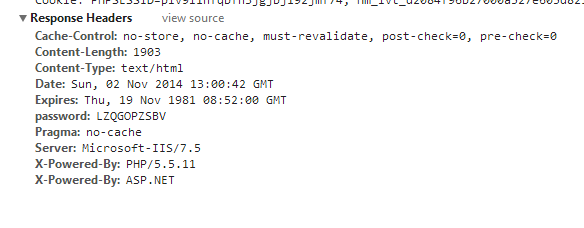 ▼ Response Headers view source
Cache-Control: no-store, no-cache, must-revalidate, post-check=0, pre-check=0
Content-Length: 1903
Content-Type: text/html
Date: Sun, 02 Nov 2014 13:00:42 GMT
Expires: Thu, 19 Nov 1981 08:52:00 GMT
password: LZQGOPZSBV
Pragma: no-cache
Server: Microsoft-IIS/7.5
X-Powered-By: PHP/5.5.11
X-Powered-By: ASP.NET